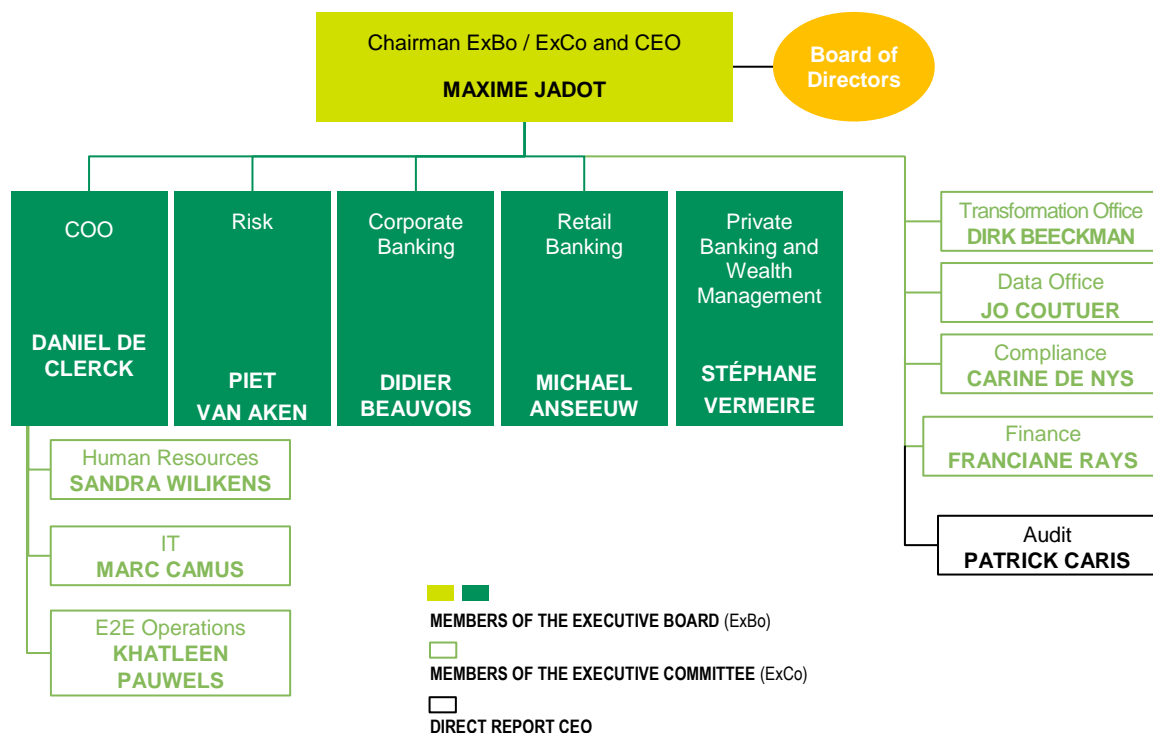 Chairman ExBo / ExCo and CEO
MAXIME JADOT
Board of
Directors
COO
DANIEL DE
CLERCK
Risk
PIET
VAN AKEN
Corporate
Banking
DIDIER
BEAUVOIS
Retail
Banking
MICHAEL
ANSEEUW
Private
Banking and
Wealth
Management
STÉPHANE
VERMEIRE
Transformation Office
DIRK BEECKMAN
Data Office
JO COUTUER
Compliance
CARINE DE NYS
Finance
FRANCIANE RAYS
Audit
PATRICK CARIS
Human Resources
SANDRA WILIKENS
IT
MARC CAMUS
E2E Operations
KHATLEEN
PAUWELS
MEMBERS OF THE EXECUTIVE BOARD (ExBo)
MEMBERS OF THE EXECUTIVE COMMITTEE (ExCo)
DIRECT REPORT CEO